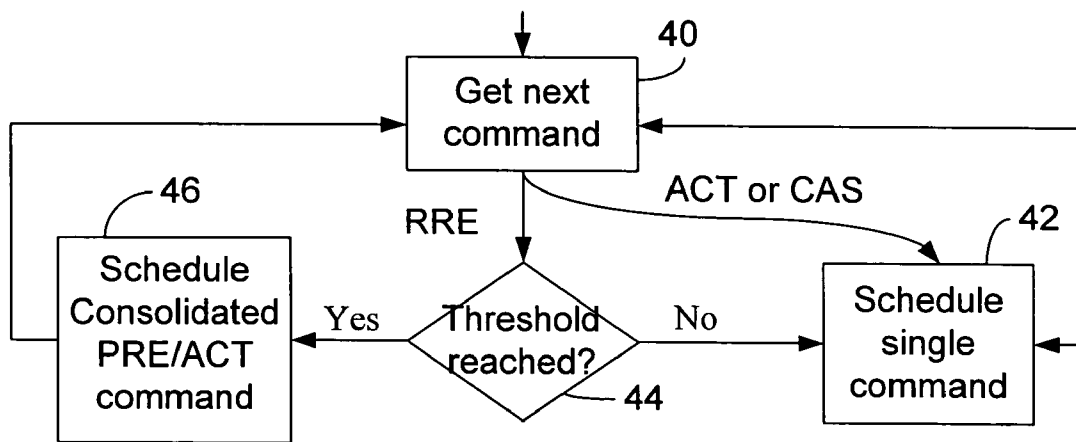 40
Get next
command
ACT or CAS
RRE
46
42
Schedule
Consolidated
PRE/ACT
command
Yes
Threshold
reached?
No
Schedule
single
command
44